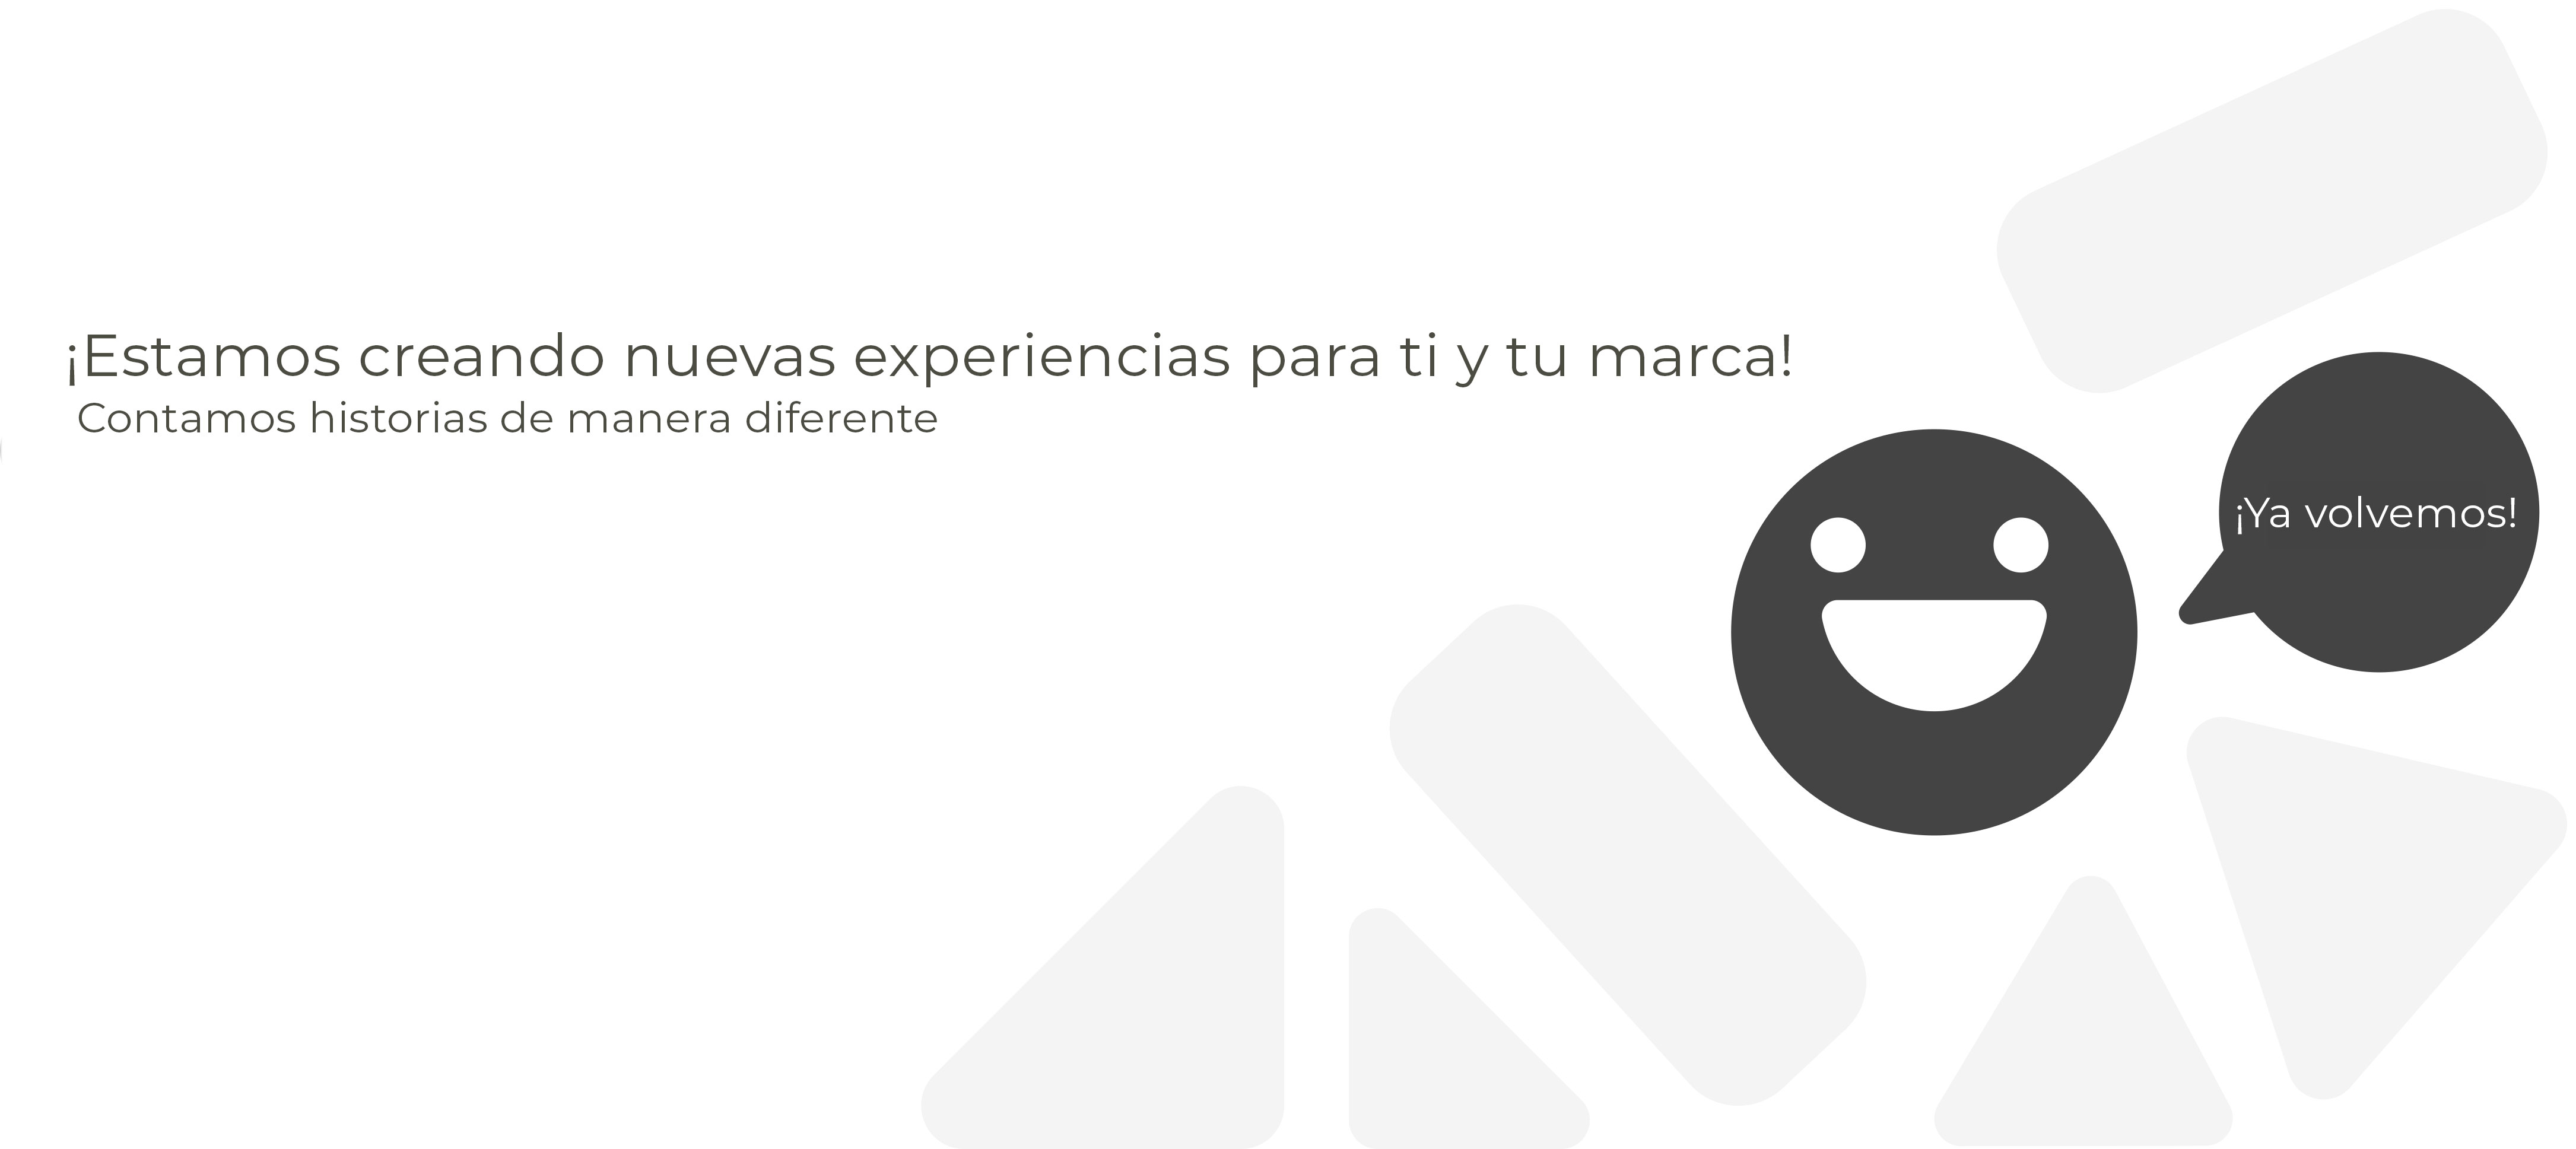 ¡Estamos creando nuevas experiencias para ti y tu marca!
Contamos historias de manera diferente
¡Ya volvemos!